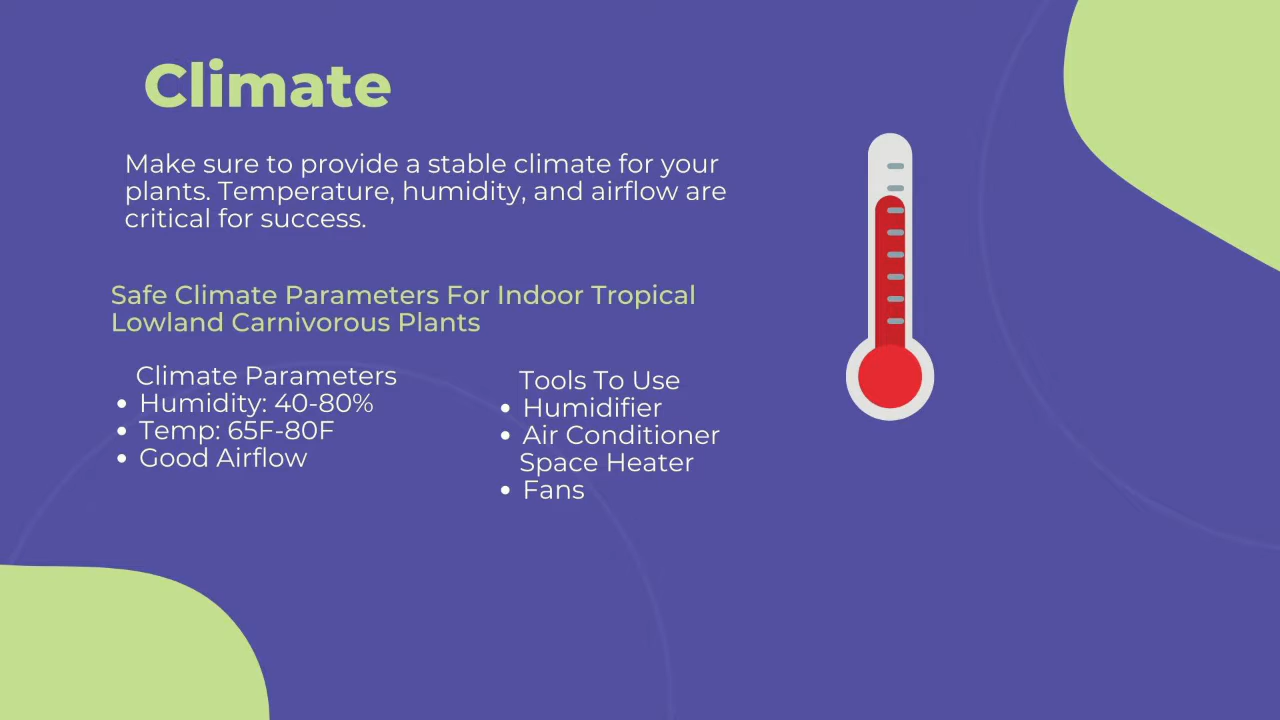 Climate
Make sure to provide a stable climate for your
plants. Temperature, humidity, and airflow are
critical for success.
Safe Climate Parameters For Indoor Tropical
Lowland Carnivorous Plants
Climate Parameters
• Humidity: 40-80%
• Temp: 65F-80F
• Good Airflow
Tools To Use
• Humidifier
• Air Conditioner
Space Heater
• Fans